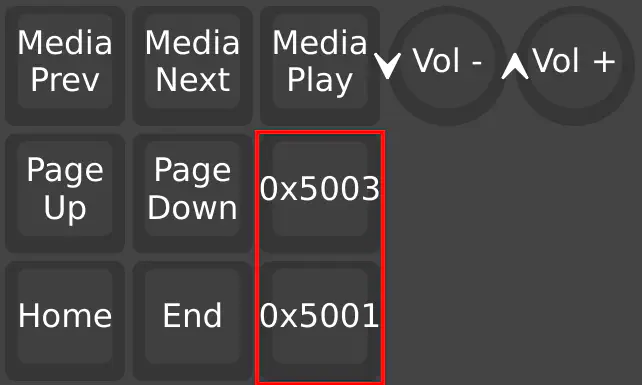 Media
Prev
Media
Next
Media
Play
Vol -
Vol +
Page
Up
Page
Down
0x5003
Home
End
0x5001